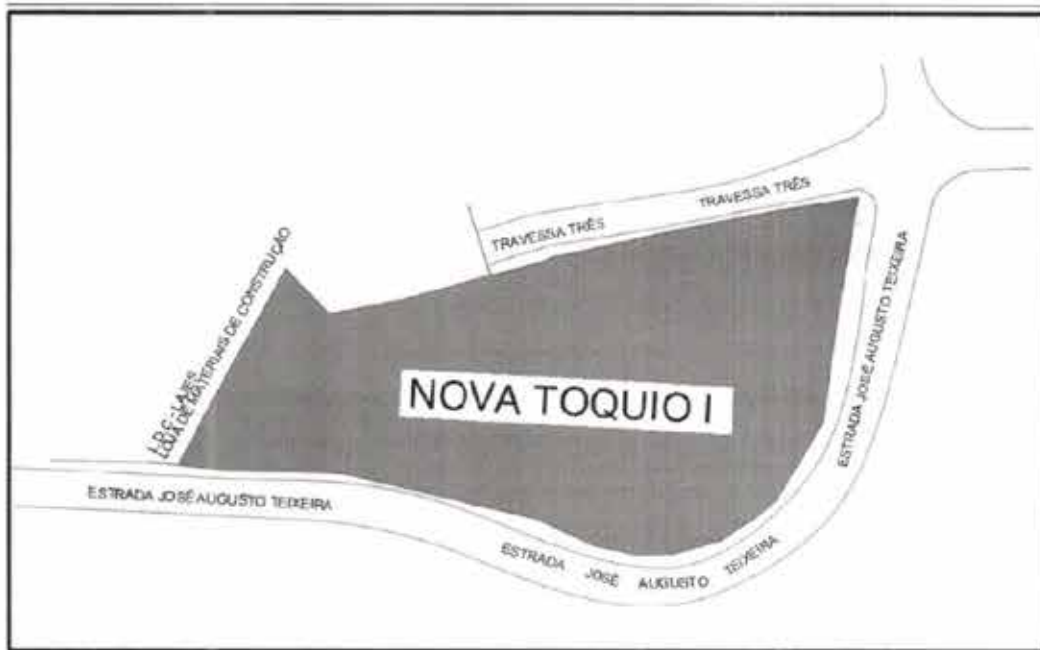 TRAVESSA TRÊS
TRAVESSA TRÊS
L.D.C - LAJES
LOJA DE MATERIAIS DE CONSTRUÇÃO
NOVA TOQUIO I
ESTRADA JOSÉ AUGUSTO TEIXEIRA
ESTRADA JOSÉ AUGUSTO TEIXEIRA
ESTRADA JOSÉ AUGUSTO TEIXEIRA